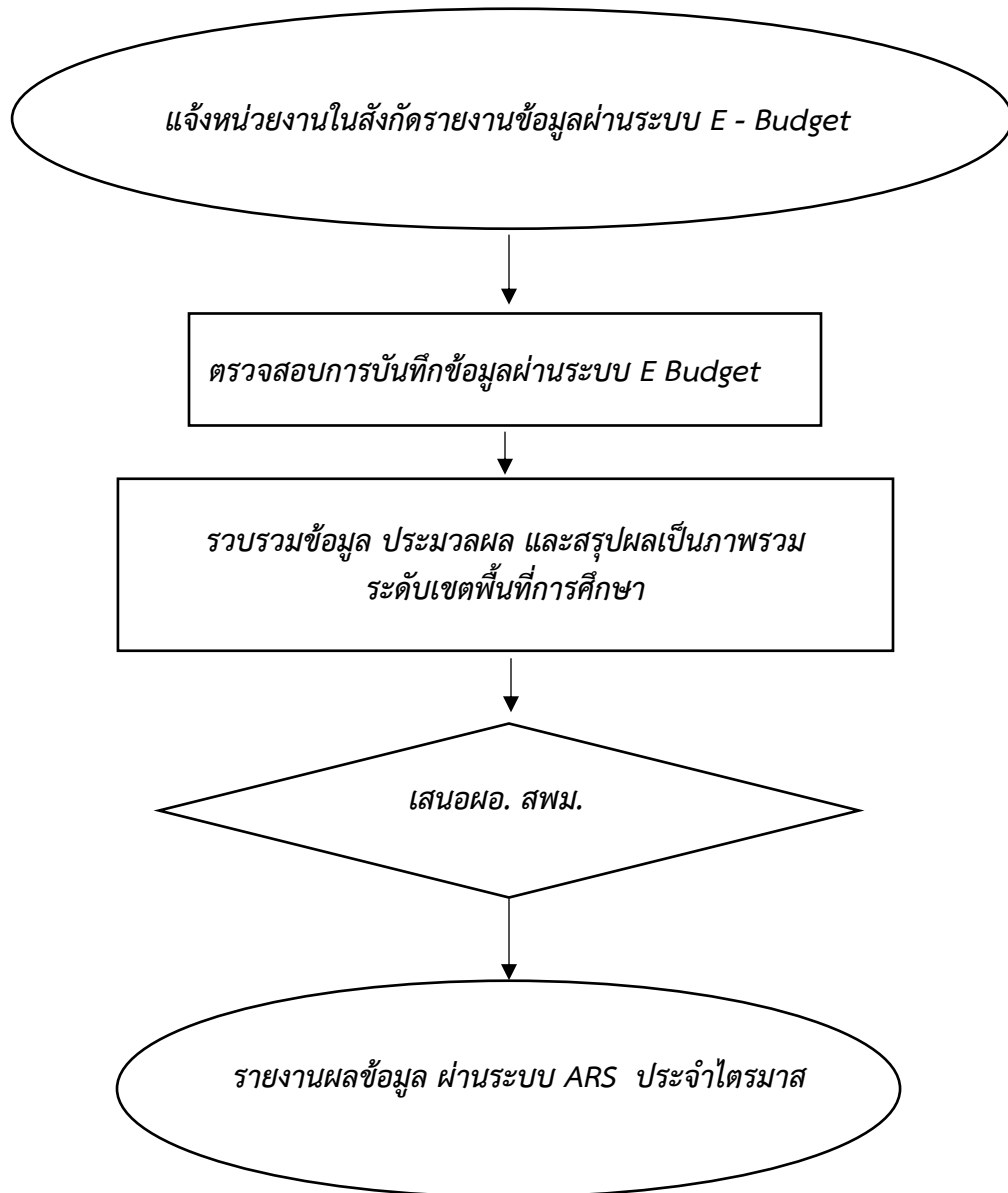 แจ้งหน่วยงานในสังกัดรายงานข้อมูลผ่านระบบ E - Budget
ตรวจสอบการบันทึกข้อมูลผ่านระบบ E Budget
รวบรวมข้อมูล ประมวลผล และสรุปผลเป็นภาพรวม
ระดับเขตพื้นที่การศึกษา
เสนอผอ. สพม.
รายงานผลข้อมูล ผ่านระบบ ARS ประจำไตรมาส